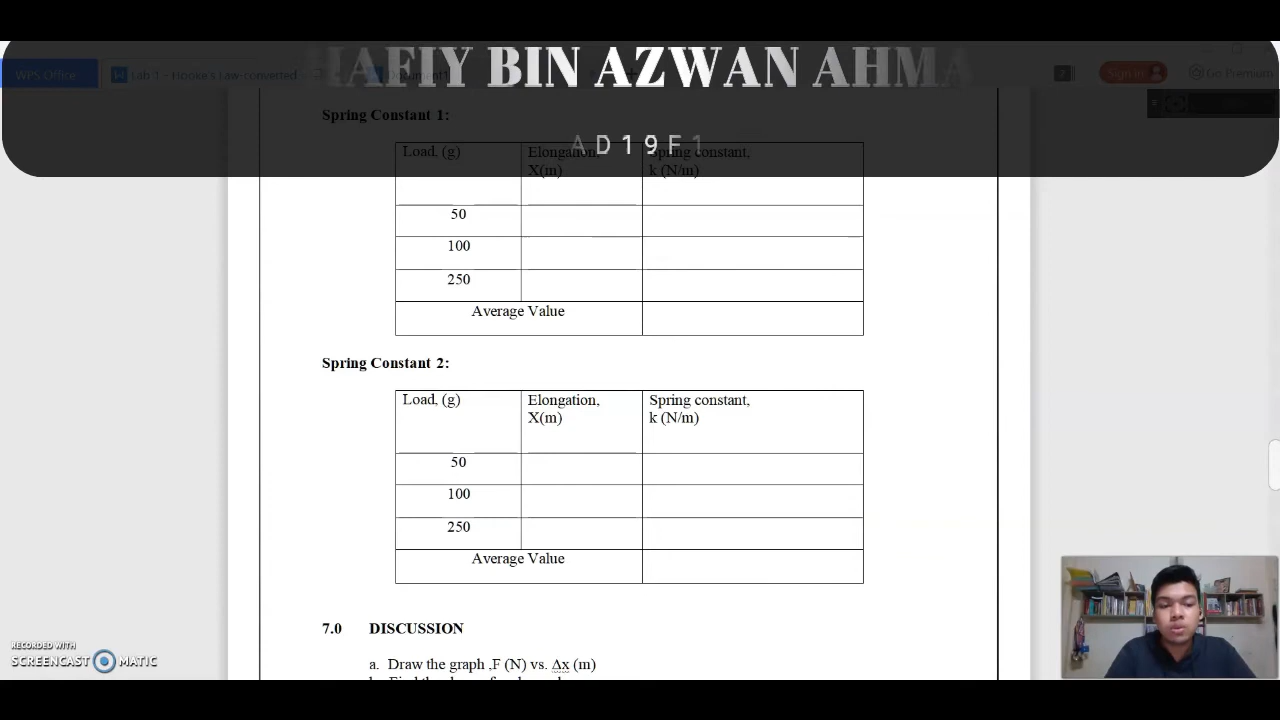 HAFIY BIN AZWAN AHMA
WPS Office
Lab 1 - Hooke's Law-converted
Document1
Sign in
Go Premium
AD19F1
Spring Constant 1:
Load, (g)
Elongation, X(m)
Spring constant, k (N/m)
50
100
250
Average Value
Spring Constant 2:
Load, (g)
Elongation,
X(m)
Spring constant,
k (N/m)
50
100
250
Average Value
7.0 DISCUSSION
a. Draw the graph ,F (N) vs. Δx (m)
RECORDED WITH
SCREENCAST MATIC